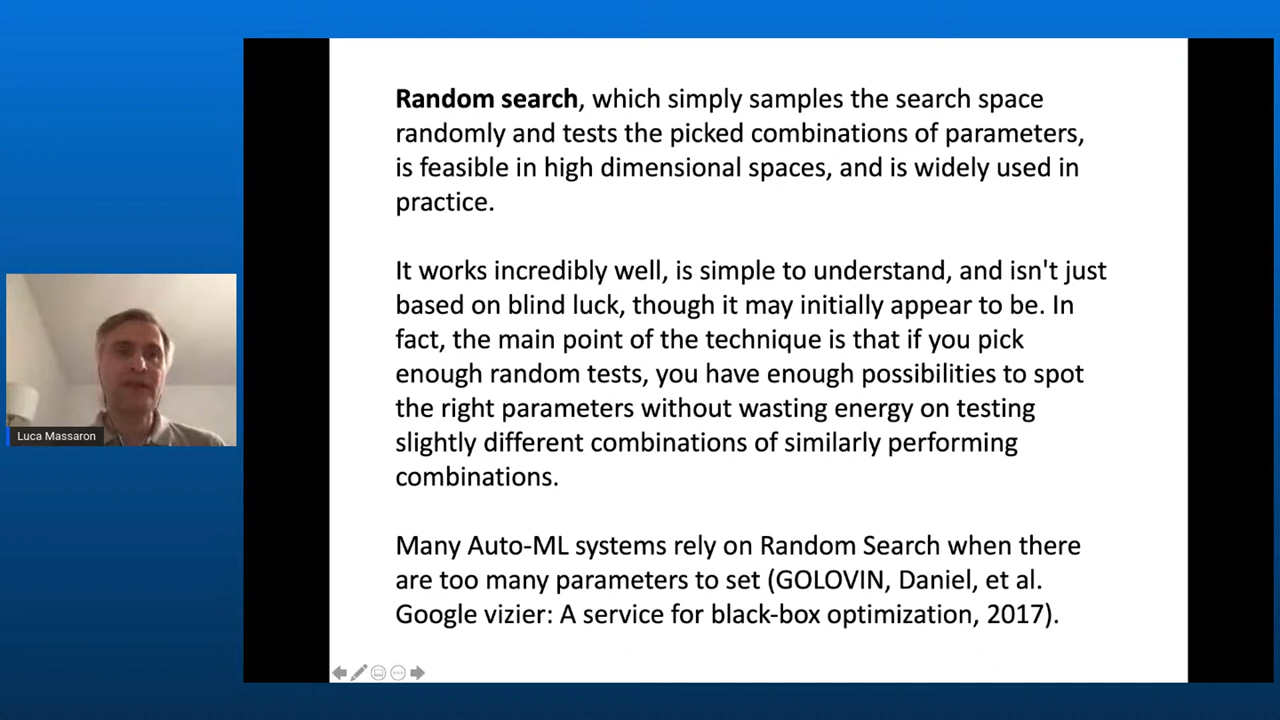 Random search, which simply samples the search space
randomly and tests the picked combinations of parameters,
is feasible in high dimensional spaces, and is widely used in
practice.
It works incredibly well, is simple to understand, and isn't just
based on blind luck, though it may initially appear to be. In
fact, the main point of the technique is that if you pick
enough random tests, you have enough possibilities to spot
the right parameters without wasting energy on testing
slightly different combinations of similarly performing
combinations.
Many Auto-ML systems rely on Random Search when there
are too many parameters to set (GOLOVIN, Daniel, et al.
Google vizier: A service for black-box optimization, 2017).
Luca Massaron